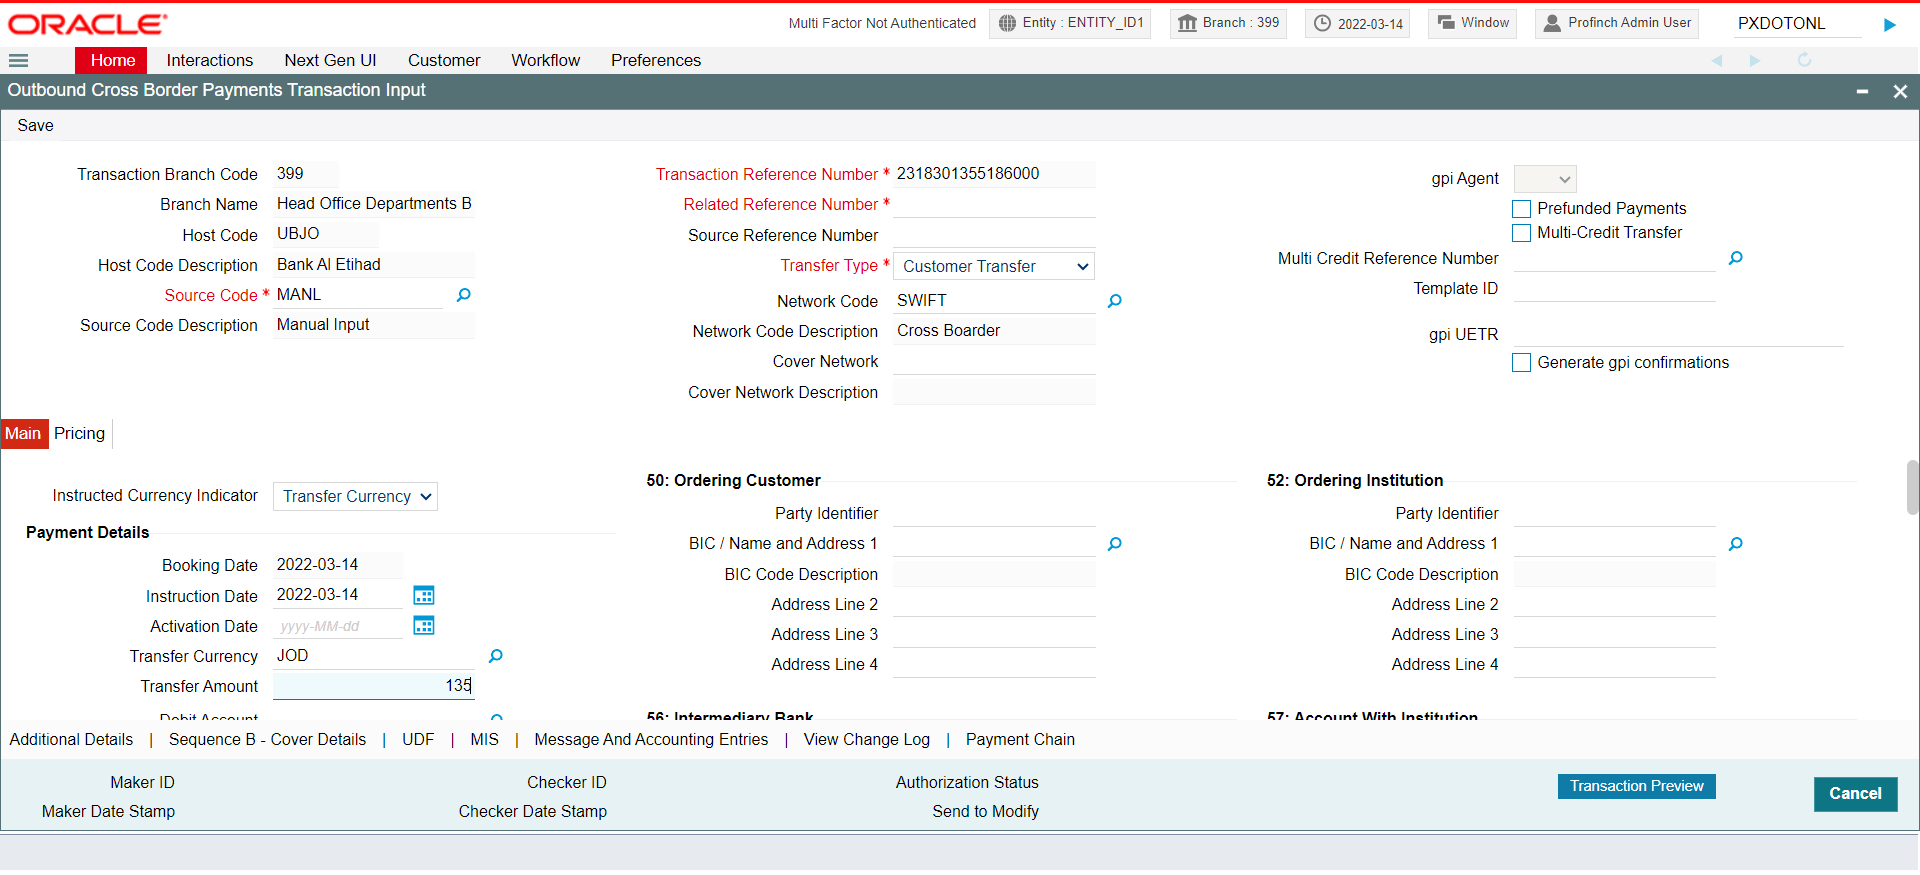 ORACLE
Multi Factor Not Authenticated Entity : ENTITY_ID1 Branch : 399 2022-03-14 Window Profinch Admin User PXDOTONL
Home Interactions Next Gen UI Customer Workflow Preferences
Outbound Cross Border Payments Transaction Input
Save
Transaction Branch Code 399
Branch Name Head Office Departments B
Host Code UBJO
Host Code Description Bank Al Etihad
Source Code * MANL
Source Code Description Manual Input
Transaction Reference Number * 2318301355186000
Related Reference Number *
Source Reference Number
Transfer Type * Customer Transfer
Network Code SWIFT
Network Code Description Cross Boarder
Cover Network
Cover Network Description
gpi Agent
Prefunded Payments
Multi-Credit Transfer
Multi Credit Reference Number
Template ID
gpi UETR
Generate gpi confirmations
Main Pricing
Instructed Currency Indicator Transfer Currency
Payment Details
Booking Date 2022-03-14
Instruction Date 2022-03-14
Activation Date yyyy-MM-dd
Transfer Currency JOD
Transfer Amount 135
Debit Account
50: Ordering Customer
Party Identifier
BIC / Name and Address 1
BIC Code Description
Address Line 2
Address Line 3
Address Line 4
56: Intermediary Bank
52: Ordering Institution
Party Identifier
BIC / Name and Address 1
BIC Code Description
Address Line 2
Address Line 3
Address Line 4
57: Account With Institution
Additional Details | Sequence B - Cover Details | UDF | MIS | Message And Accounting Entries | View Change Log | Payment Chain
Maker ID Checker ID Authorization Status
Maker Date Stamp Checker Date Stamp Send to Modify
Transaction Preview
Cancel